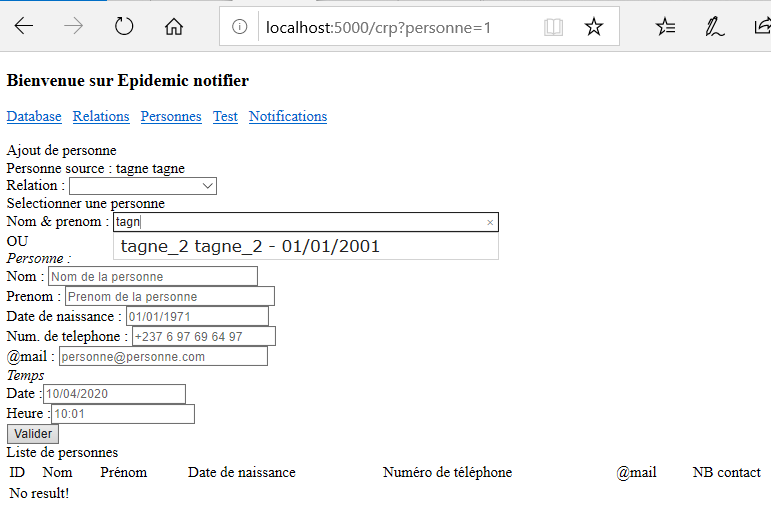 localhost:5000/crp?personne=1
Bienvenue sur Epidemic notifier
Database Relations Personnes Test Notifications
Ajout de personne
Personne source : tagne tagne
Relation :
Selectionner une personne
Nom & prenom : tagn ×
OU tagne_2 tagne_2 - 01/01/2001
Personne :
Nom : Nom de la personne
Prenom : Prenom de la personne
Date de naissance : 01/01/1971
Num. de telephone : +237 6 97 69 64 97
@mail : personne@personne.com
Temps
Date : 10/04/2020
Heure : 10:01
Valider
Liste de personnes
ID Nom Prénom Date de naissance Numéro de téléphone @mail NB contact
No result!